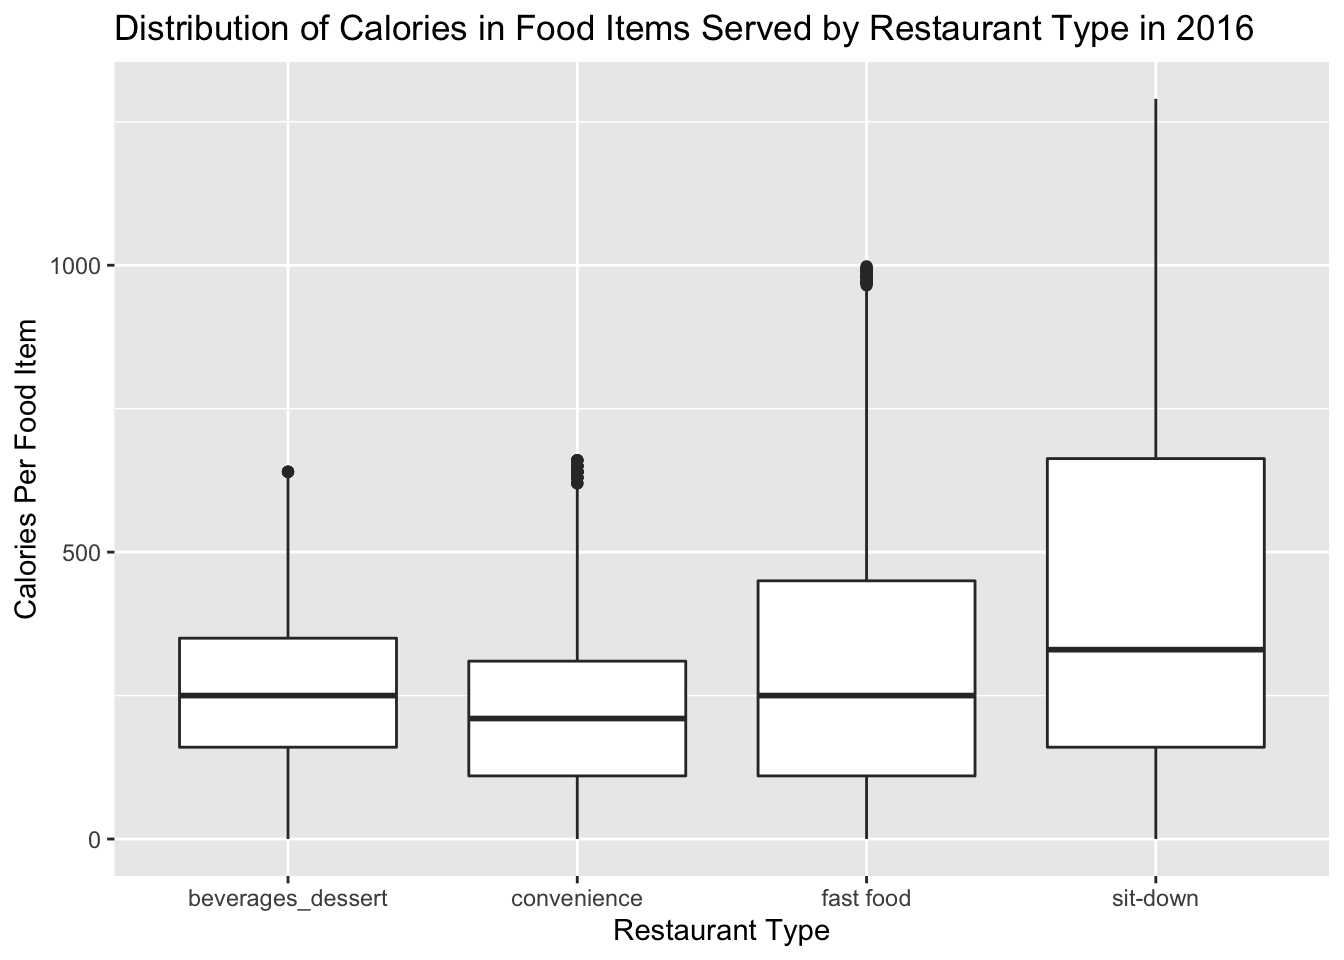 Distribution of Calories in Food Items Served by Restaurant Type in 2016
Calories Per Food Item
1000
500
0
beverages_dessert
convenience
fast food
sit-down
Restaurant Type